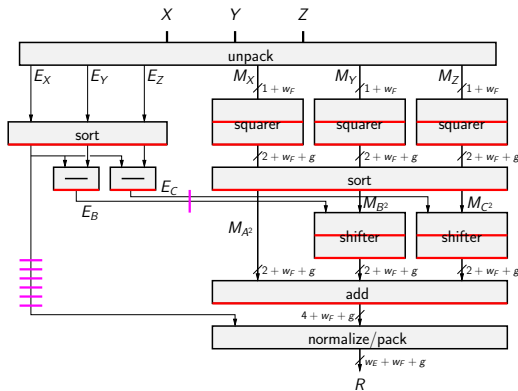 X Y Z
unpack
E_X E_Y E_Z M_X M_Y M_Z
1 + w_F 1 + w_F 1 + w_F
sort squarer squarer squarer
2 + w_F + g 2 + w_F + g 2 + w_F + g
sort
E_C
E_B M_{B^2} M_{C^2}
M_{A^2}
shifter shifter
2 + w_F + g 2 + w_F + g 2 + w_F + g
add
4 + w_F + g
normalize/pack
w_E + w_F + g
R